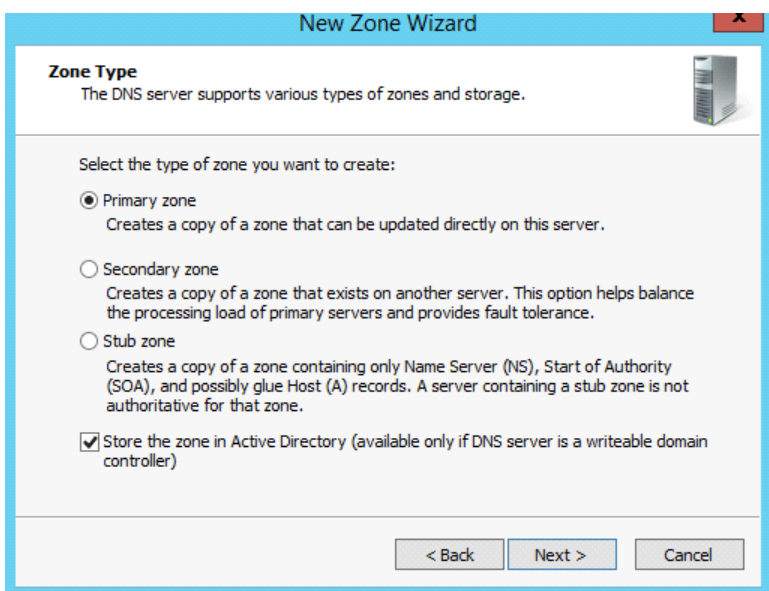 New Zone Wizard
x
Zone Type
The DNS server supports various types of zones and storage.
Select the type of zone you want to create:
Primary zone
Creates a copy of a zone that can be updated directly on this server.
Secondary zone
Creates a copy of a zone that exists on another server. This option helps balance
the processing load of primary servers and provides fault tolerance.
Stub zone
Creates a copy of a zone containing only Name Server (NS), Start of Authority
(SOA), and possibly glue Host (A) records. A server containing a stub zone is not
authoritative for that zone.
Store the zone in Active Directory (available only if DNS server is a writeable domain
controller)
< Back
Next >
Cancel